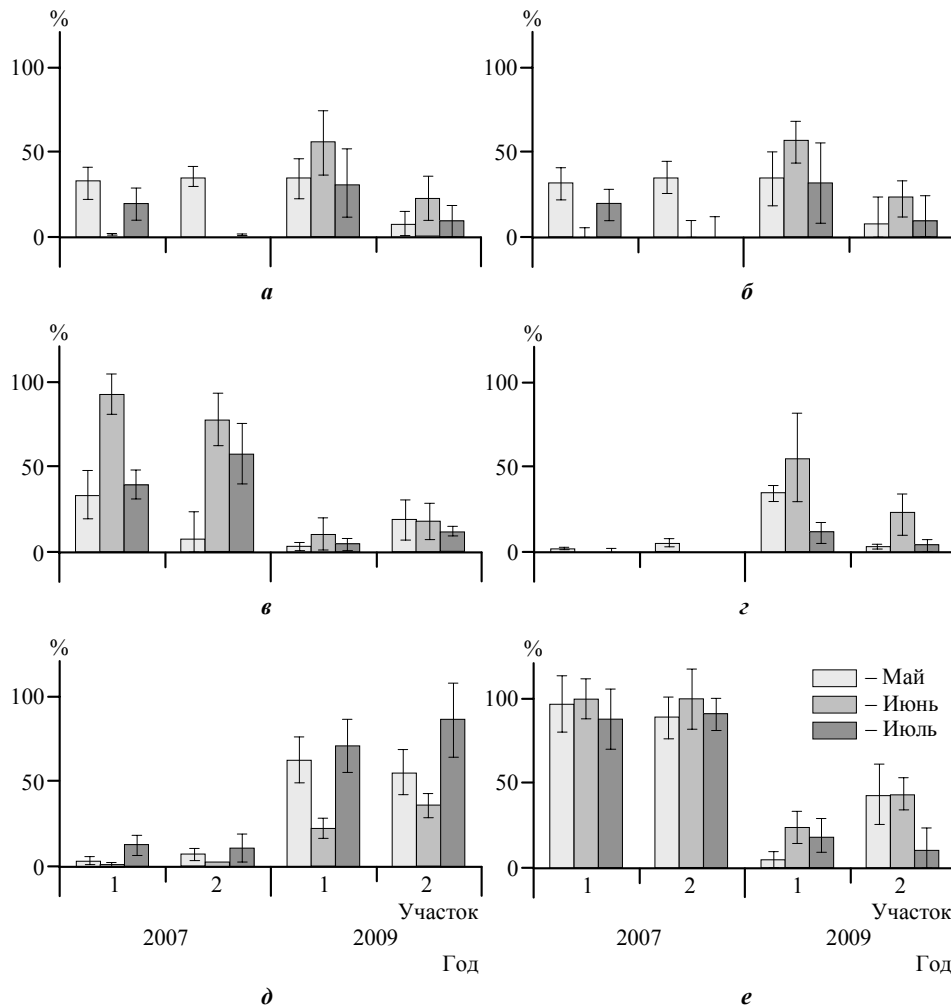 % %
100 100
50 50
0 0
а б
% %
100 100
50 50
0 0
в г
% %
100 100 – Май
– Июнь
– Июль
50 50
0 0
1 2 1 2 1 2 1 2
Участок Участок
2007 2009 2007 2009
Год Год
д е